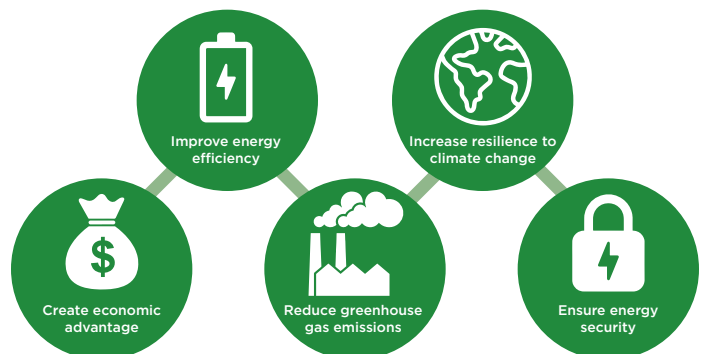 Improve energy
efficiency
Increase resilience to
climate change
$
Create economic
advantage
Reduce greenhouse
gas emissions
Ensure energy
security